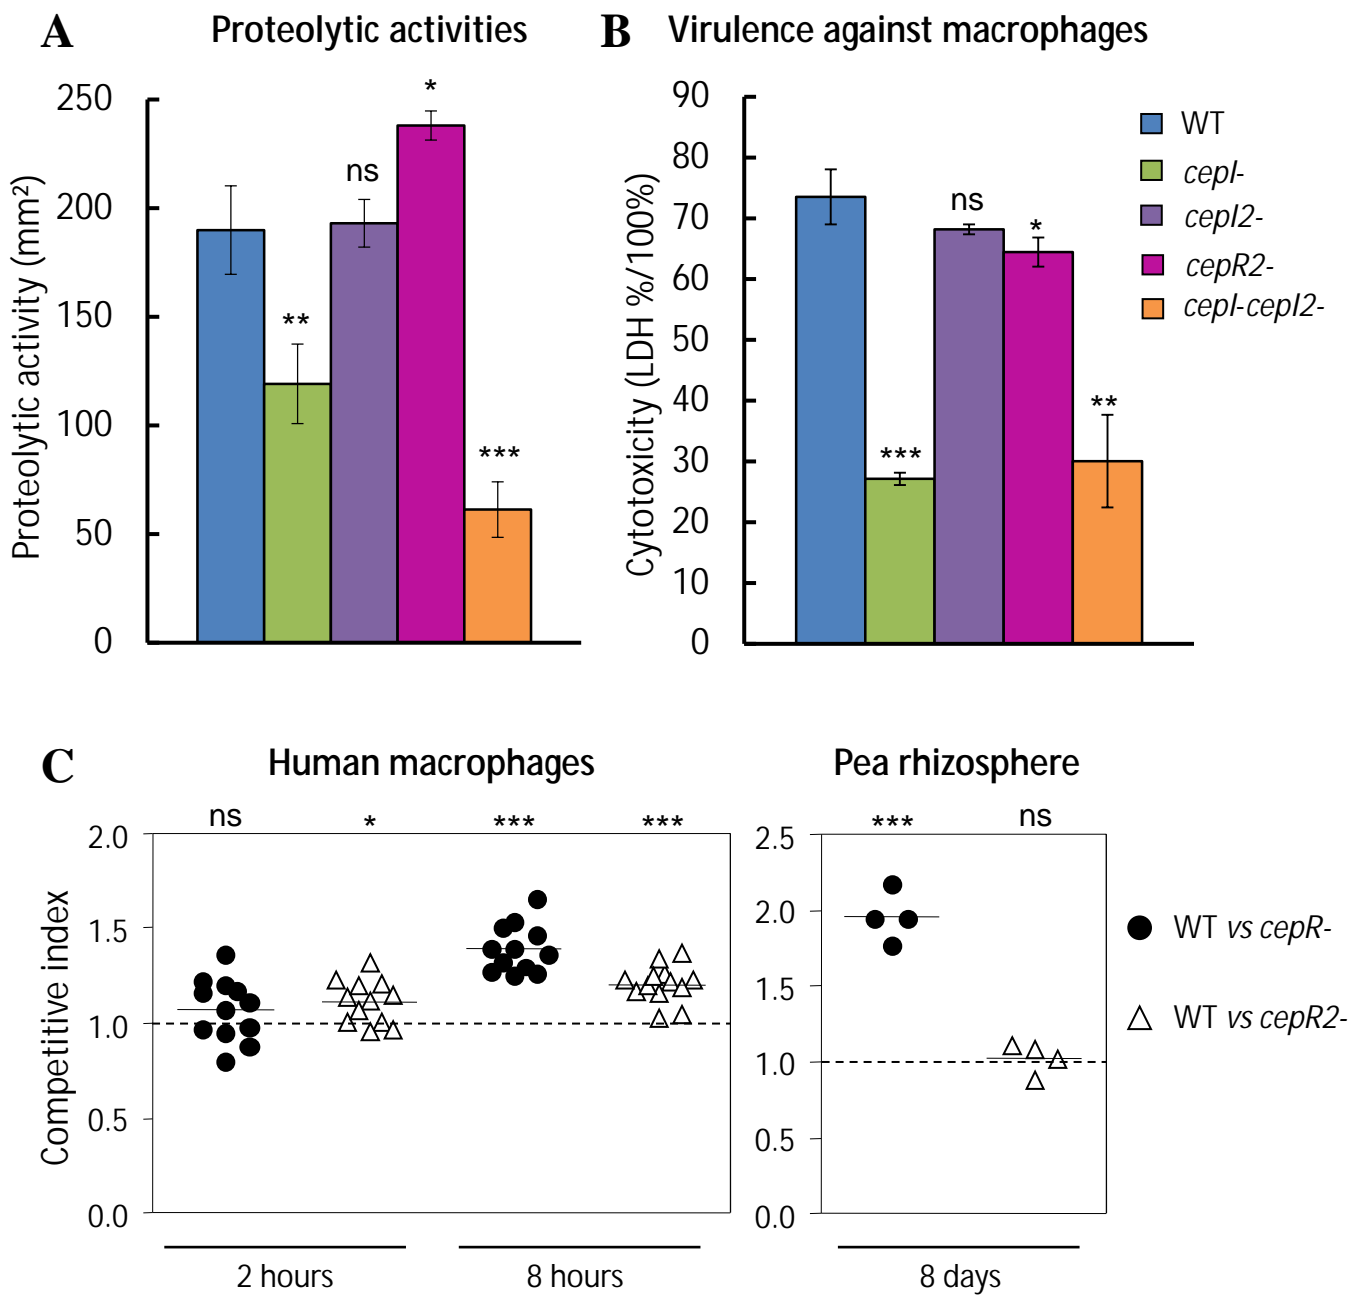 A Proteolytic activities
Proteolytic activity (mm²)
250
200
150
100
50
0
**
ns
*
***
B Virulence against macrophages
Cytotoxicity (LDH %/100%)
90
80
70
60
50
40
30
20
10
0
***
ns
*
**
WT
cepI-
cepI2-
cepR2-
cepI-cepI2-
C Human macrophages
Competitive index
ns * *** ***
2.0
1.5
1.0
0.5
0.0
2 hours 8 hours
Pea rhizosphere
*** ns
2.5
2.0
1.5
1.0
0.5
0.0
8 days
WT vs cepR-
WT vs cepR2-